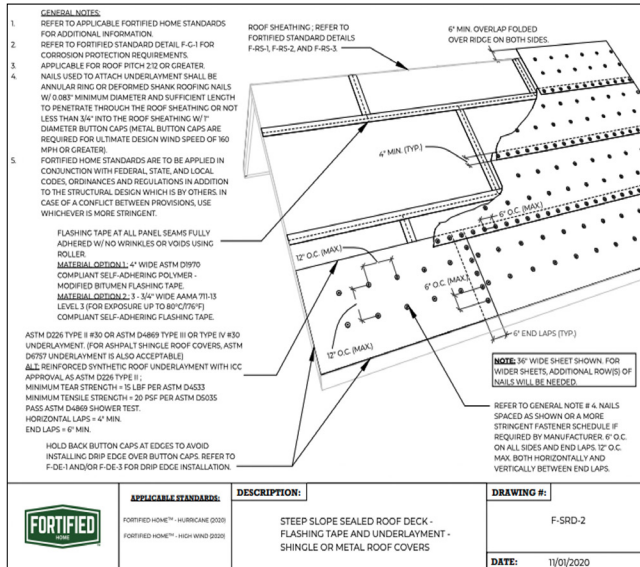 GENERAL NOTES:
1. REFER TO APPLICABLE FORTIFIED HOME STANDARDS
FOR ADDITIONAL INFORMATION.
2. REFER TO FORTIFIED STANDARD DETAIL F-G-1 FOR
CORROSION PROTECTION REQUIREMENTS.
3. APPLICABLE FOR ROOF PITCH 2:12 OR GREATER.
4. NAILS USED TO ATTACH UNDERLAYMENT SHALL BE
ANNULAR RING OR DEFORMED SHANK ROOFING NAILS
W/ 0.083" MINIMUM DIAMETER AND SUFFICIENT LENGTH
TO PENETRATE THROUGH THE ROOF SHEATHING OR NOT
LESS THAN 3/4" INTO THE ROOF SHEATHING W/ 1"
DIAMETER BUTTON CAPS (METAL BUTTON CAPS ARE
REQUIRED FOR ULTIMATE DESIGN WIND SPEED OF 160
MPH OR GREATER).
5. FORTIFIED HOME STANDARDS ARE TO BE APPLIED IN
CONJUNCTION WITH FEDERAL, STATE, AND LOCAL
CODES, ORDINANCES AND REGULATIONS IN ADDITION
TO THE STRUCTURAL DESIGN WHICH IS BY OTHERS. IN
CASE OF A CONFLICT BETWEEN PROVISIONS, USE
WHICHEVER IS MORE STRINGENT.
ROOF SHEATHING ; REFER TO
FORTIFIED STANDARD DETAILS
F-RS-1, F-RS-2, AND F-RS-3
6" MIN. OVERLAP FOLDED
OVER RIDGE ON BOTH SIDES.
4" MIN. (TYP.)
6" O.C. (MAX.)
12" O.C. (MAX.)
6" O.C. (MAX.)
12" O.C. (MAX.)
6" END LAPS (TYP.)
FLASHING TAPE AT ALL PANEL SEAMS FULLY
ADHERED W/ NO WRINKLES OR VOIDS USING
ROLLER.
MATERIAL OPTION 1: 4" WIDE ASTM D1970
COMPLIANT SELF-ADHERING POLYMER -
MODIFIED BITUMEN FLASHING TAPE.
MATERIAL OPTION 2: 3 - 3/4" WIDE AAMA 711-13
LEVEL 3 (FOR EXPOSURE UP TO 80°C/176°F)
COMPLIANT SELF-ADHERING FLASHING TAPE.
ASTM D226 TYPE II #30 OR ASTM D4869 TYPE III OR TYPE IV #30
UNDERLAYMENT. (FOR ASHPALT SHINGLE ROOF COVERS, ASTM
D6757 UNDERLAYMENT IS ALSO ACCEPTABLE)
ALT: REINFORCED SYNTHETIC ROOF UNDERLAYMENT WITH ICC
APPROVAL AS ASTM D226 TYPE II ;
MINIMUM TEAR STRENGTH = 15 LBF PER ASTM D4533
MINIMUM TENSILE STRENGTH = 20 PSF PER ASTM D5035
PASS ASTM D4869 SHOWER TEST.
HORIZONTAL LAPS = 4" MIN.
END LAPS = 6" MIN.
HOLD BACK BUTTON CAPS AT EDGES TO AVOID
INSTALLING DRIP EDGE OVER BUTTON CAPS. REFER TO
F-DE-1 AND/OR F-DE-3 FOR DRIP EDGE INSTALLATION.
NOTE: 36" WIDE SHEET SHOWN. FOR
WIDER SHEETS, ADDITIONAL ROW(S) OF
NAILS WILL BE NEEDED.
REFER TO GENERAL NOTE # 4. NAILS
SPACED AS SHOWN OR A MORE
STRINGENT FASTENER SCHEDULE IF
REQUIRED BY MANUFACTURER. 6" O.C.
ON ALL SIDES AND END LAPS. 12" O.C.
MAX. BOTH HORIZONTALLY AND
VERTICALLY BETWEEN END LAPS.
FORTIFIED
HOME
APPLICABLE STANDARDS:
FORTIFIED HOME™ - HURRICANE (2020)
FORTIFIED HOME™ - HIGH WIND (2020)
DESCRIPTION:
STEEP SLOPE SEALED ROOF DECK -
FLASHING TAPE AND UNDERLAYMENT -
SHINGLE OR METAL ROOF COVERS
DRAWING #:
F-SRD-2
DATE: 11/01/2020